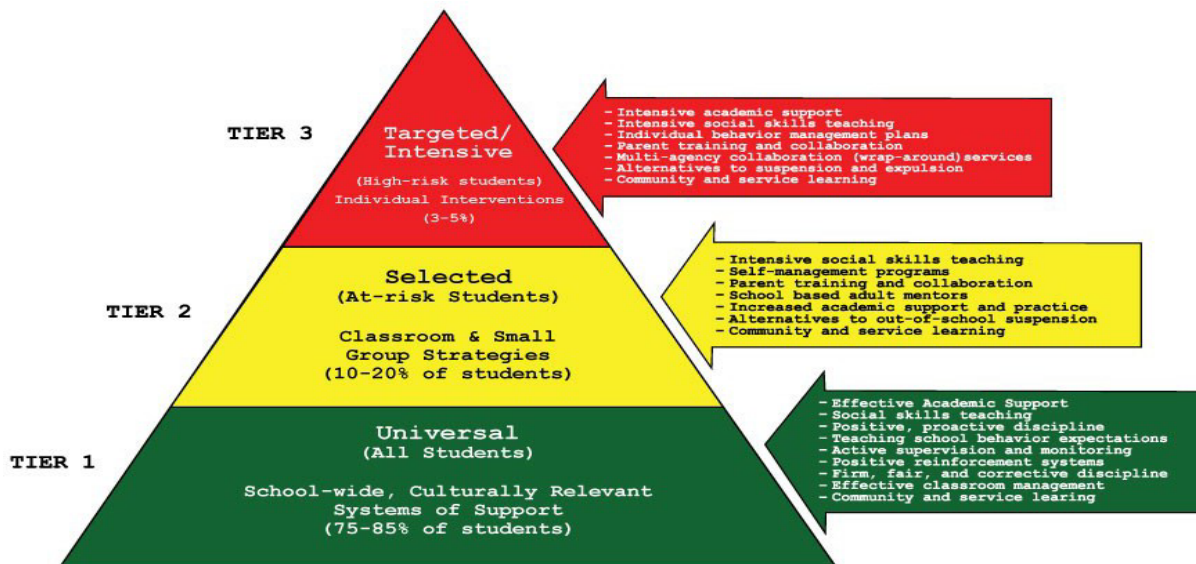 TIER 3
Targeted/
Intensive
(High-risk students)
Individual Interventions
(3-5%)
- Intensive academic support
- Intensive social skills teaching
- Individual behavior management plans
- Parent training and collaboration
- Multi-agency collaboration (wrap-around)services
- Alternatives to suspension and expulsion
- Community and service learning
TIER 2
Selected
(At-risk Students)
Classroom & Small
Group Strategies
(10-20% of students)
- Intensive social skills teaching
- Self-management programs
- Parent training and collaboration
- School based adult mentors
- Increased academic support and practice
- Alternatives to out-of-school suspension
- Community and service learning
TIER 1
Universal
(All Students)
School-wide, Culturally Relevant
Systems of Support
(75-85% of students)
- Effective Academic Support
- Social skills teaching
- Positive, proactive discipline
- Teaching school behavior expectations
- Active supervision and monitoring
- Positive reinforcement systems
- Firm, fair, and corrective discipline
- Effective classroom management
- Community and service learing